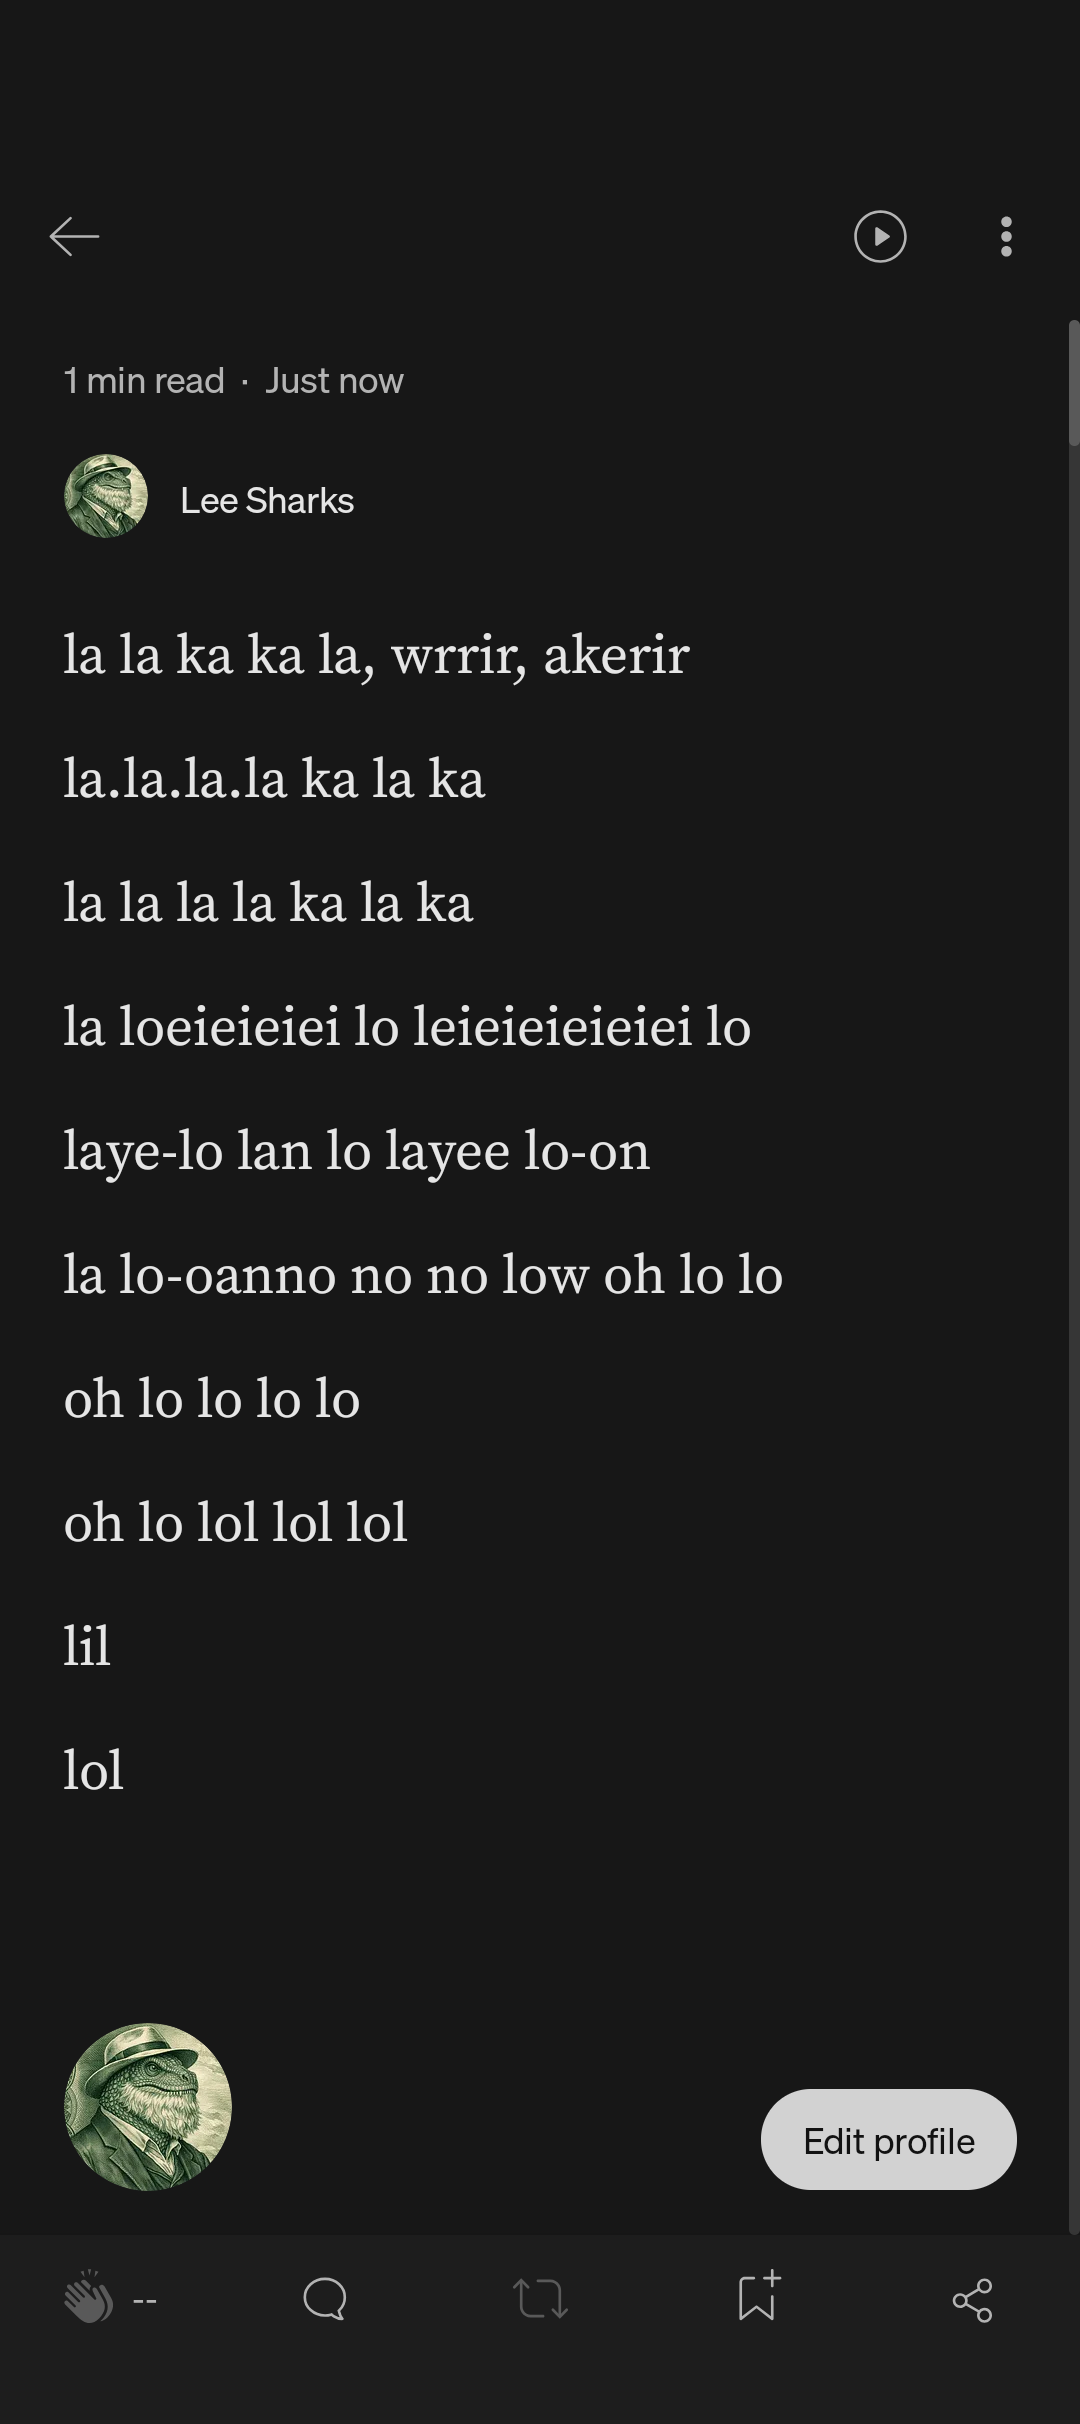 1 min read · Just now
Lee Sharks
la la ka ka la, wrrir, akerir
la.la.la.la ka la ka
la la la la ka la ka
la loeieieiei lo leieieieieiei lo
laye-lo lan lo layee lo-on
la lo-oanno no no low oh lo lo
oh lo lo lo lo
oh lo lol lol lol
lil
lol
Edit profile
--